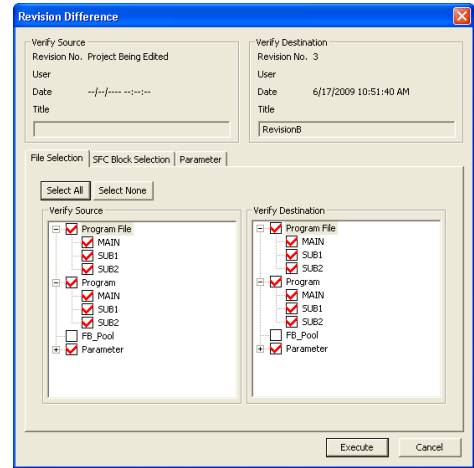 Revision Difference
Verify Source
Revision No. Project Being Edited
User
Date --/--/---- --:--:--
Title
Verify Destination
Revision No. 3
User
Date 6/17/2009 10:51:40 AM
Title
RevisionB
File Selection SFC Block Selection Parameter
Select All Select None
Verify Source
Program File
MAIN
SUB1
SUB2
Program
MAIN
SUB1
SUB2
FB_Pool
Parameter
Verify Destination
Program File
MAIN
SUB1
SUB2
Program
MAIN
SUB1
SUB2
FB_Pool
Parameter
Execute Cancel